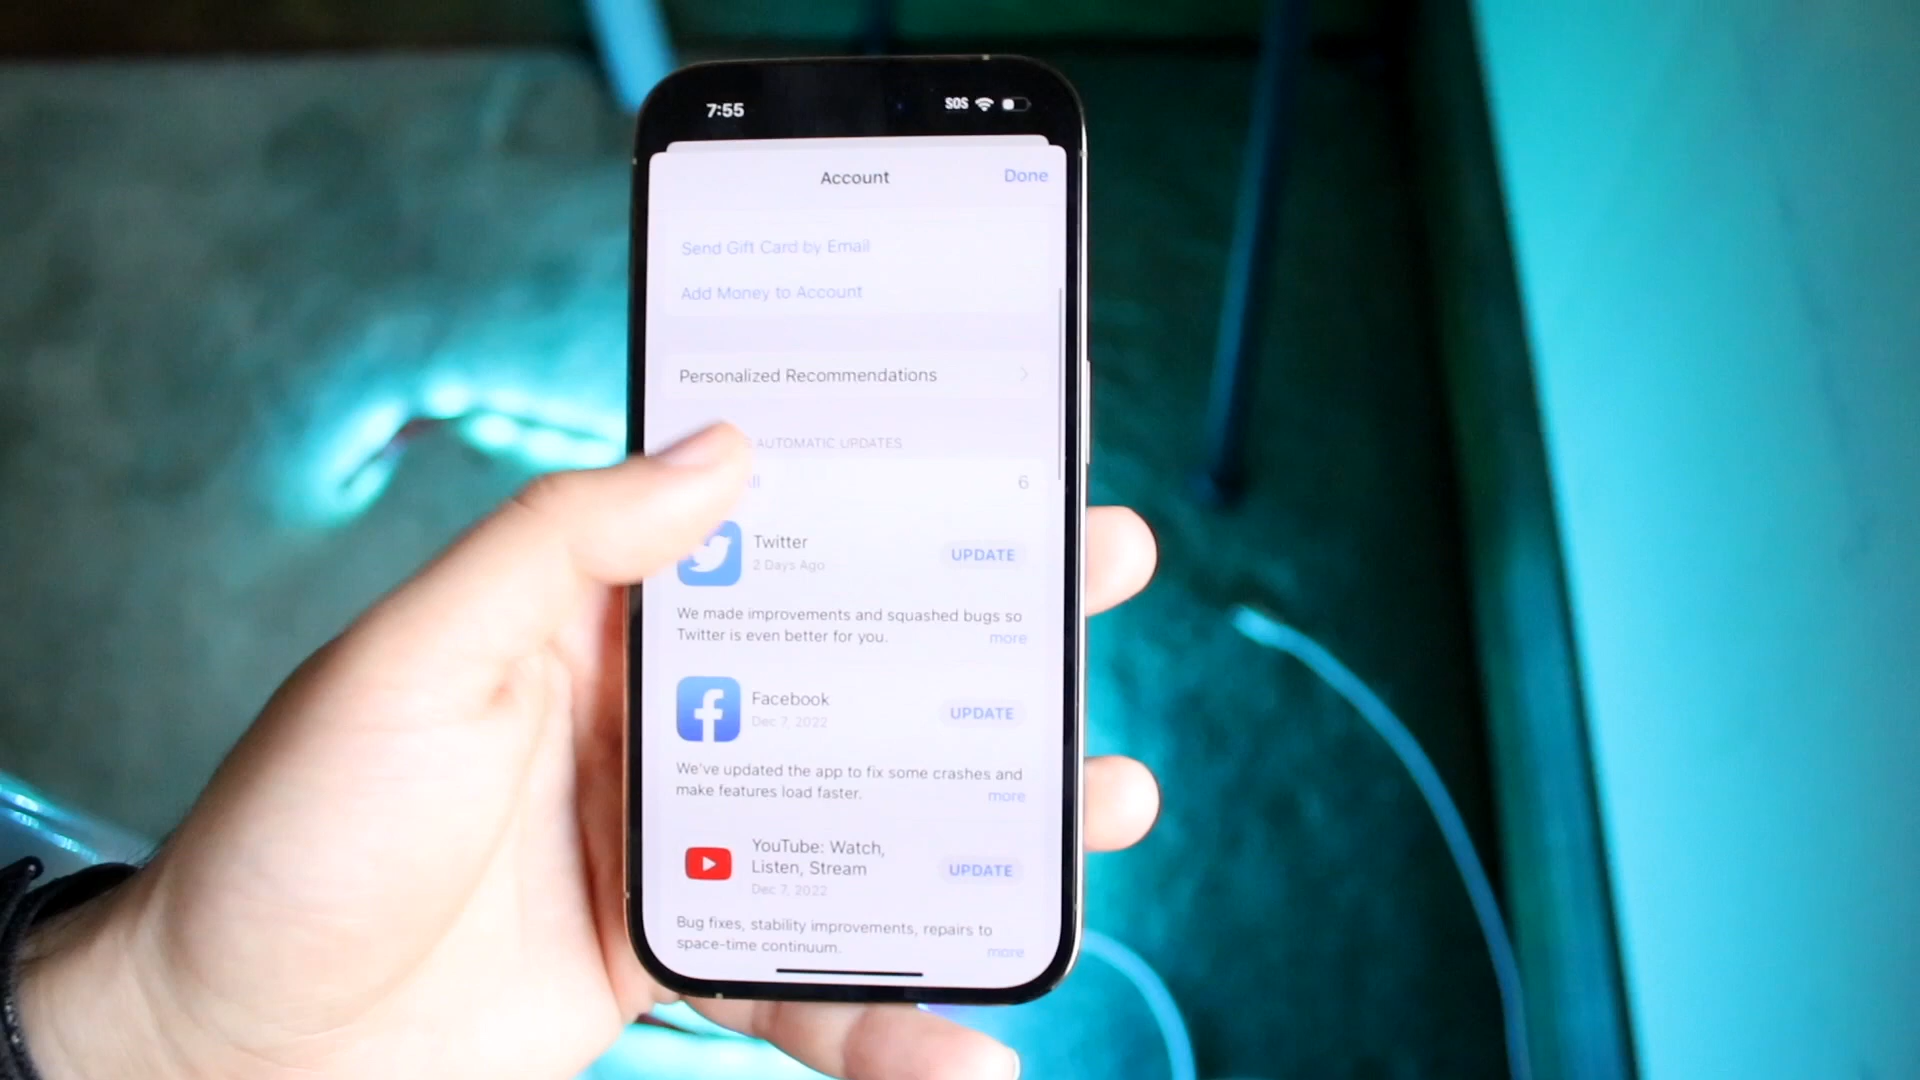 7:55
SOS
Account
Done
Send Gift Card by Email
Add Money to Account
Personalized Recommendations
AUTOMATIC UPDATES
6
Twitter
2 Days Ago
UPDATE
We made improvements and squashed bugs so
Twitter is even better for you.
more
Facebook
Dec 7, 2022
UPDATE
We've updated the app to fix some crashes and
make features load faster.
more
YouTube: Watch,
Listen, Stream
Dec 7, 2022
UPDATE
Bug fixes, stability improvements, repairs to
space-time continuum.
more